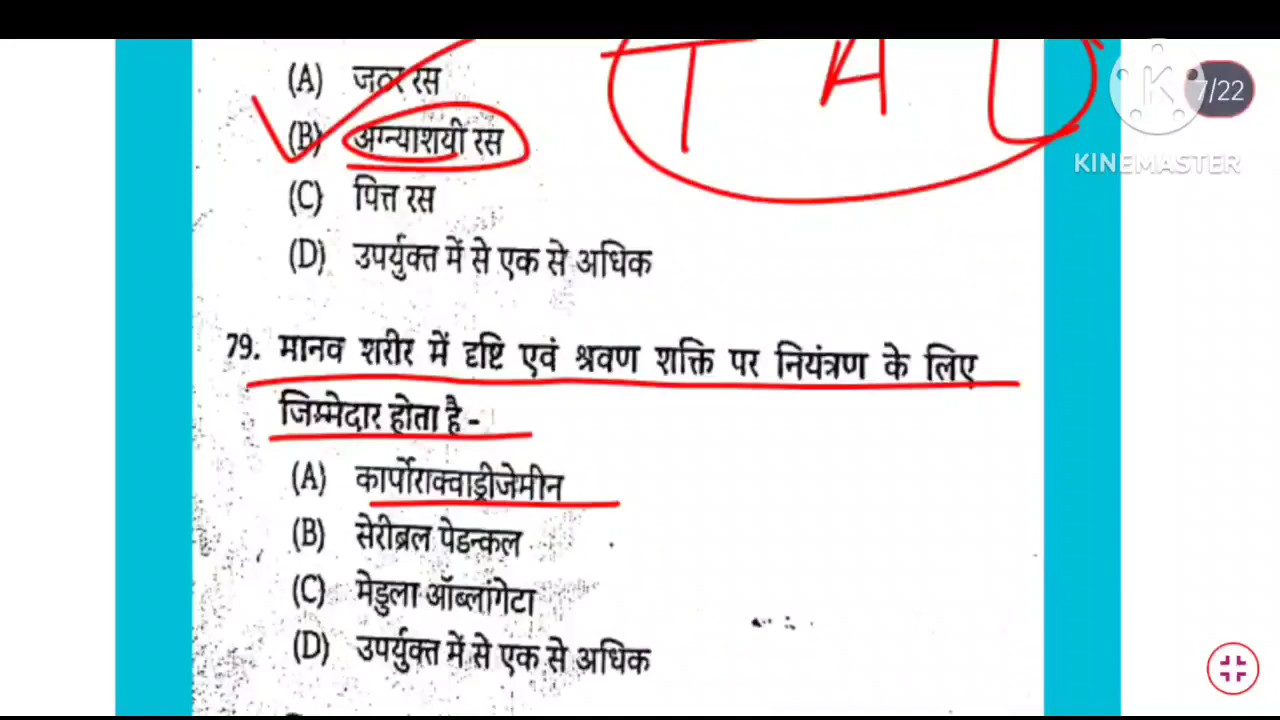 T A L
(A) जठर रस
7/22
(B) अग्न्याशयी रस
KINEMASTER
(C) पित्त रस
(D) उपर्युक्त में से एक से अधिक
79. मानव शरीर में दृष्टि एवं श्रवण शक्ति पर नियंत्रण के लिए
जिम्मेदार होता है -
(A) कार्पोराक्वाड्रीजेमीन
(B) सेरीब्रल पेडन्कल
(C) मेडुला ऑब्लांगेटा
(D) उपर्युक्त में से एक से अधिक